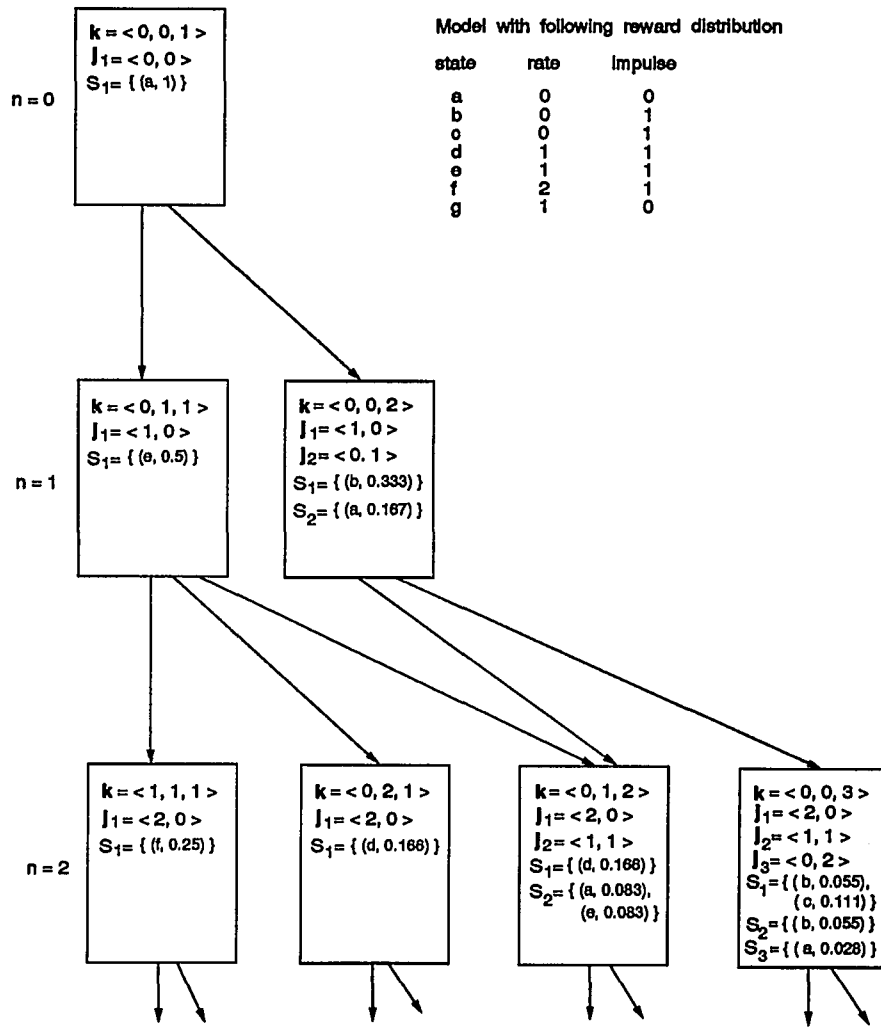 Model with following reward distribution
state rate impulse
a 0 0
b 0 1
c 0 1
d 1 1
e 1 1
f 2 1
g 1 0
n = 0
k = < 0, 0, 1 >
j1= < 0, 0 >
S1= { (a, 1) }
n = 1
k = < 0, 1, 1 >
j1= < 1, 0 >
S1= { (e, 0.5) }
k = < 0, 0, 2 >
j1= < 1, 0 >
j2= < 0, 1 >
S1= { (b, 0.333) }
S2= { (a, 0.167) }
n = 2
k = < 1, 1, 1 >
j1= < 2, 0 >
S1= { (f, 0.25) }
k = < 0, 2, 1 >
j1= < 2, 0 >
S1= { (d, 0.166) }
k = < 0, 1, 2 >
j1= < 2, 0 >
j2= < 1, 1 >
S1= { (d, 0.166) }
S2= { (a, 0.083),
(e, 0.083) }
k = < 0, 0, 3 >
j1= < 2, 0 >
j2= < 1, 1 >
j3= < 0, 2 >
S1= { ( b, 0.055),
(c, 0.111) }
S2= { (b, 0.055) }
S3= { (a, 0.028) }